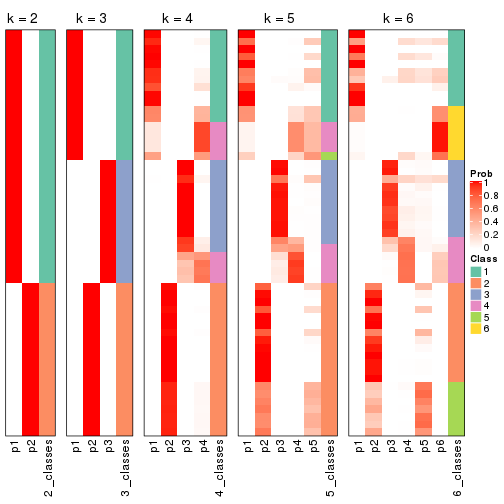 k = 2
k = 3
k = 4
k = 5
k = 6
Prob
1
0.8
0.6
0.4
0.2
0
Class
1
2
3
4
5
6
p1
p2
2_classes
p1
p2
p3
3_classes
p1
p2
p3
p4
4_classes
p1
p2
p3
p4
p5
5_classes
p1
p2
p3
p4
p5
p6
6_classes